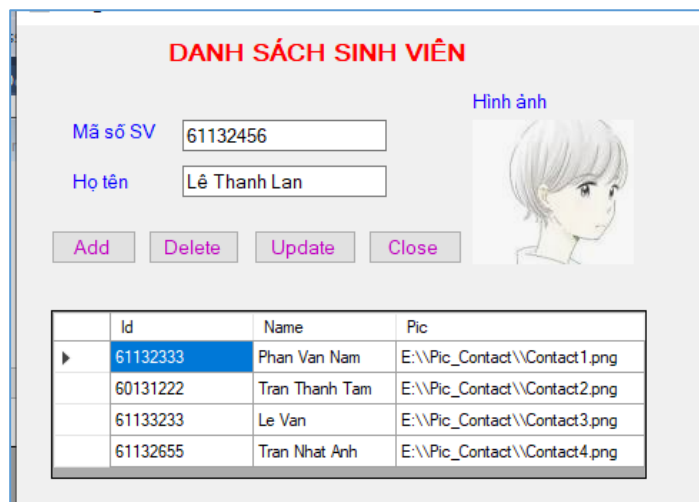 DANH SÁCH SINH VIÊN
Hình ảnh
Mã số SV 61132456
Họ tên Lê Thanh Lan
Add Delete Update Close
Id Name Pic
61132333 Phan Van Nam E:\\Pic_Contact\\Contact1.png
60131222 Tran Thanh Tam E:\\Pic_Contact\\Contact2.png
61133233 Le Van E:\\Pic_Contact\\Contact3.png
61132655 Tran Nhat Anh E:\\Pic_Contact\\Contact4.png